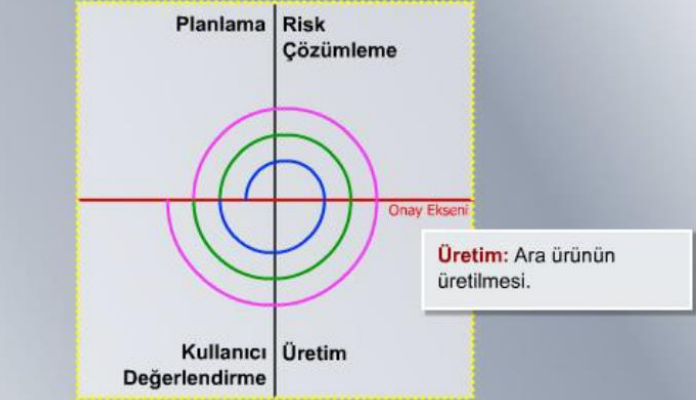 Planlama
Risk
Çözümleme
Onay Ekseni
Üretim: Ara ürünün
üretilmesi.
Kullanıcı
Değerlendirme
Üretim